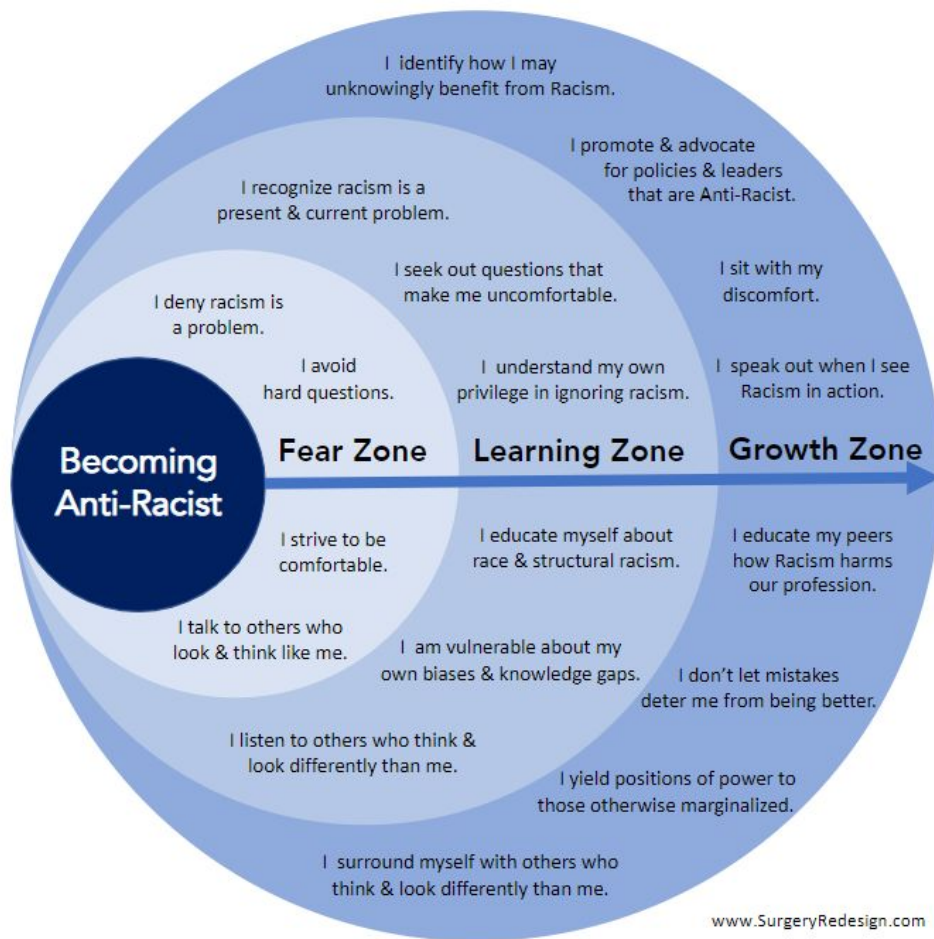 I identify how I may
unknowingly benefit from Racism.
I promote & advocate
for policies & leaders
that are Anti-Racist.
I recognize racism is a
present & current problem.
I seek out questions that
make me uncomfortable.
I sit with my
discomfort.
I deny racism is
a problem.
I avoid
hard questions.
I understand my own
privilege in ignoring racism.
I speak out when I see
Racism in action.
Becoming
Anti-Racist
Fear Zone
Learning Zone
Growth Zone
I strive to be
comfortable.
I educate myself about
race & structural racism.
I educate my peers
how Racism harms
our profession.
I talk to others who
look & think like me.
I am vulnerable about my
own biases & knowledge gaps.
I don't let mistakes
deter me from being better.
I listen to others who think &
look differently than me.
I yield positions of power to
those otherwise marginalized.
I surround myself with others who
think & look differently than me.
www.SurgeryRedesign.com